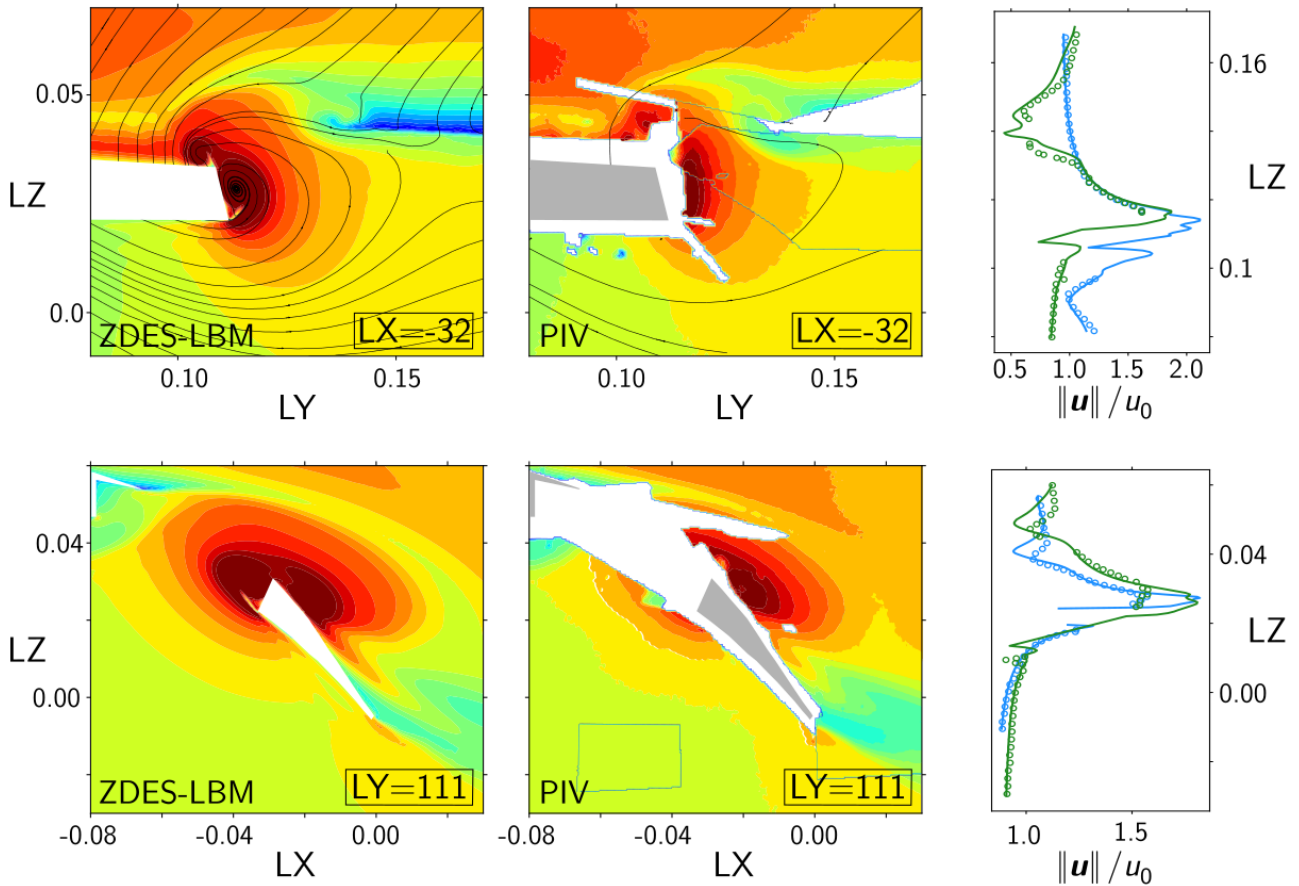 0.05
LZ
0.0
ZDES-LBM
LX=-32
0.10
0.15
LY
PIV
LX=-32
0.10
0.15
LY
0.16
LZ
0.1
0.5
1.0
1.5
2.0
‖u‖ / u₀
0.04
LZ
0.00
ZDES-LBM
LY=111
-0.08
-0.04
0.00
LX
PIV
LY=111
-0.08
-0.04
0.00
LX
0.04
LZ
0.00
1.0
1.5
‖u‖ / u₀